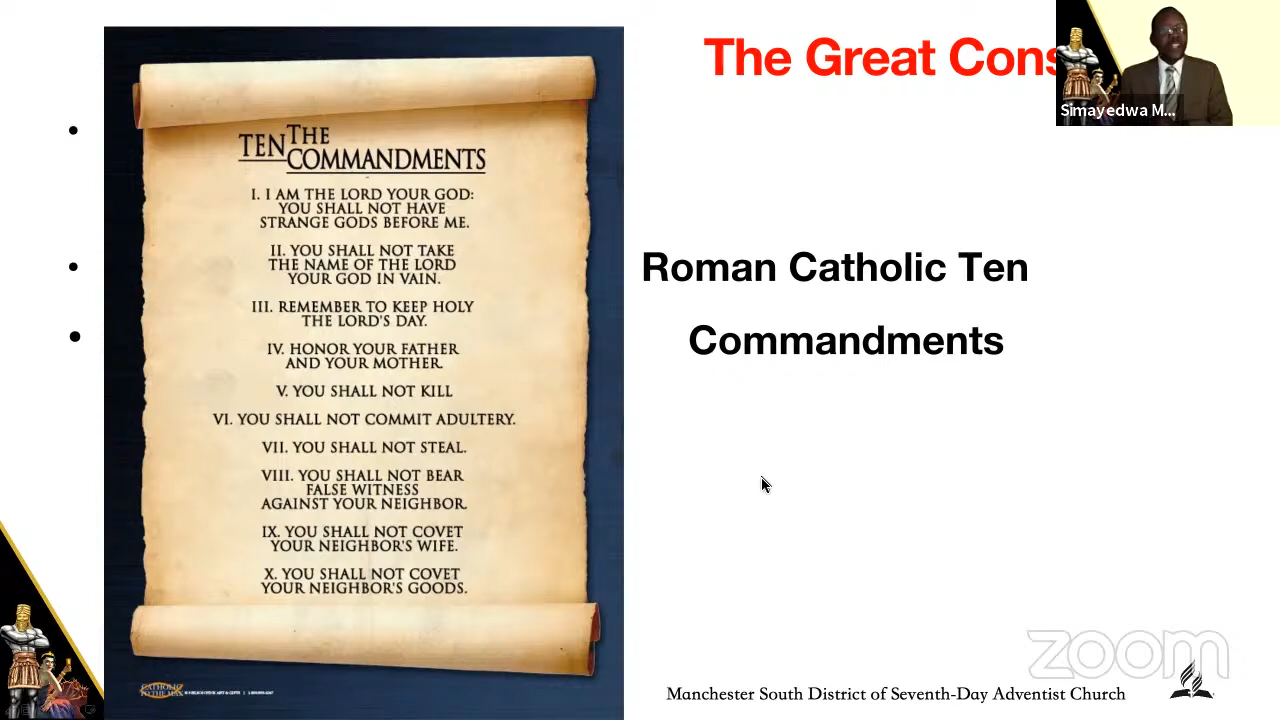 The Great Cons
Simayedwa M...
TEN THE
COMMANDMENTS
I. I AM THE LORD YOUR GOD:
YOU SHALL NOT HAVE
STRANGE GODS BEFORE ME.
II. YOU SHALL NOT TAKE
THE NAME OF THE LORD
YOUR GOD IN VAIN.
III. REMEMBER TO KEEP HOLY
THE LORD'S DAY.
IV. HONOR YOUR FATHER
AND YOUR MOTHER.
V. YOU SHALL NOT KILL
VI. YOU SHALL NOT COMMIT ADULTERY.
VII. YOU SHALL NOT STEAL.
VIII. YOU SHALL NOT BEAR
FALSE WITNESS
AGAINST YOUR NEIGHBOR.
IX. YOU SHALL NOT COVET
YOUR NEIGHBOR'S WIFE.
X. YOU SHALL NOT COVET
YOUR NEIGHBOR'S GOODS.
CATHOLIC
TO THE MAX
Roman Catholic Ten
Commandments
zoom
Manchester South District of Seventh-Day Adventist Church